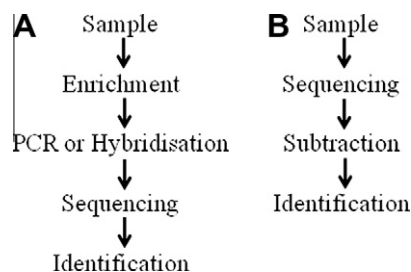 A
Sample
Enrichment
PCR or Hybridisation
Sequencing
Identification
B
Sample
Sequencing
Subtraction
Identification